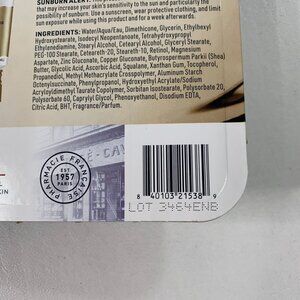 SUNBURN ALERT:
that may increase your skin's sensitivity to the sun and particularly the
possibility of sunburn. Use a sunscreen, wear protective clothing, and limit
sun exposure while using this product and for a week afterwards.
INGREDIENTS: Water/Aqua/Eau, Dimethicone, Glycerin, Ethylhexyl
Hydroxystearate, Isodecyl Neopentanoate, Tetrahydroxypropyl
Ethylenediamine, Stearyl Alcohol, Cetearyl Alcohol, Glyceryl Stearate,
PEG-100 Stearate, Ceteareth-20, Steareth-10, Retinol, Magnesium
Aspartate, Zinc Gluconate, Copper Gluconate, Butyrospermum Parkii (Shea)
Butter, Glycolic Acid, Ascorbic Acid, Squalane, Xanthan Gum, Tocopherol,
Propanediol, Methyl Methacrylate Crosspolymer, Aluminum Starch
Octenylsuccinate, Phenylpropanol, Hydroxyethyl Acrylate/Sodium
Acryloyldimethyl Taurate Copolymer, Sorbitan Isostearate, Polysorbate 20,
Polysorbate 60, Caprylyl Glycol, Phenoxyethanol, Disodium EDTA,
Citric Acid, BHT, Fragrance/Parfum.
PHARMACIE FRANÇAISE
EST.
1957
PARIS
8 40103 21538 9
LOT 3464ENB